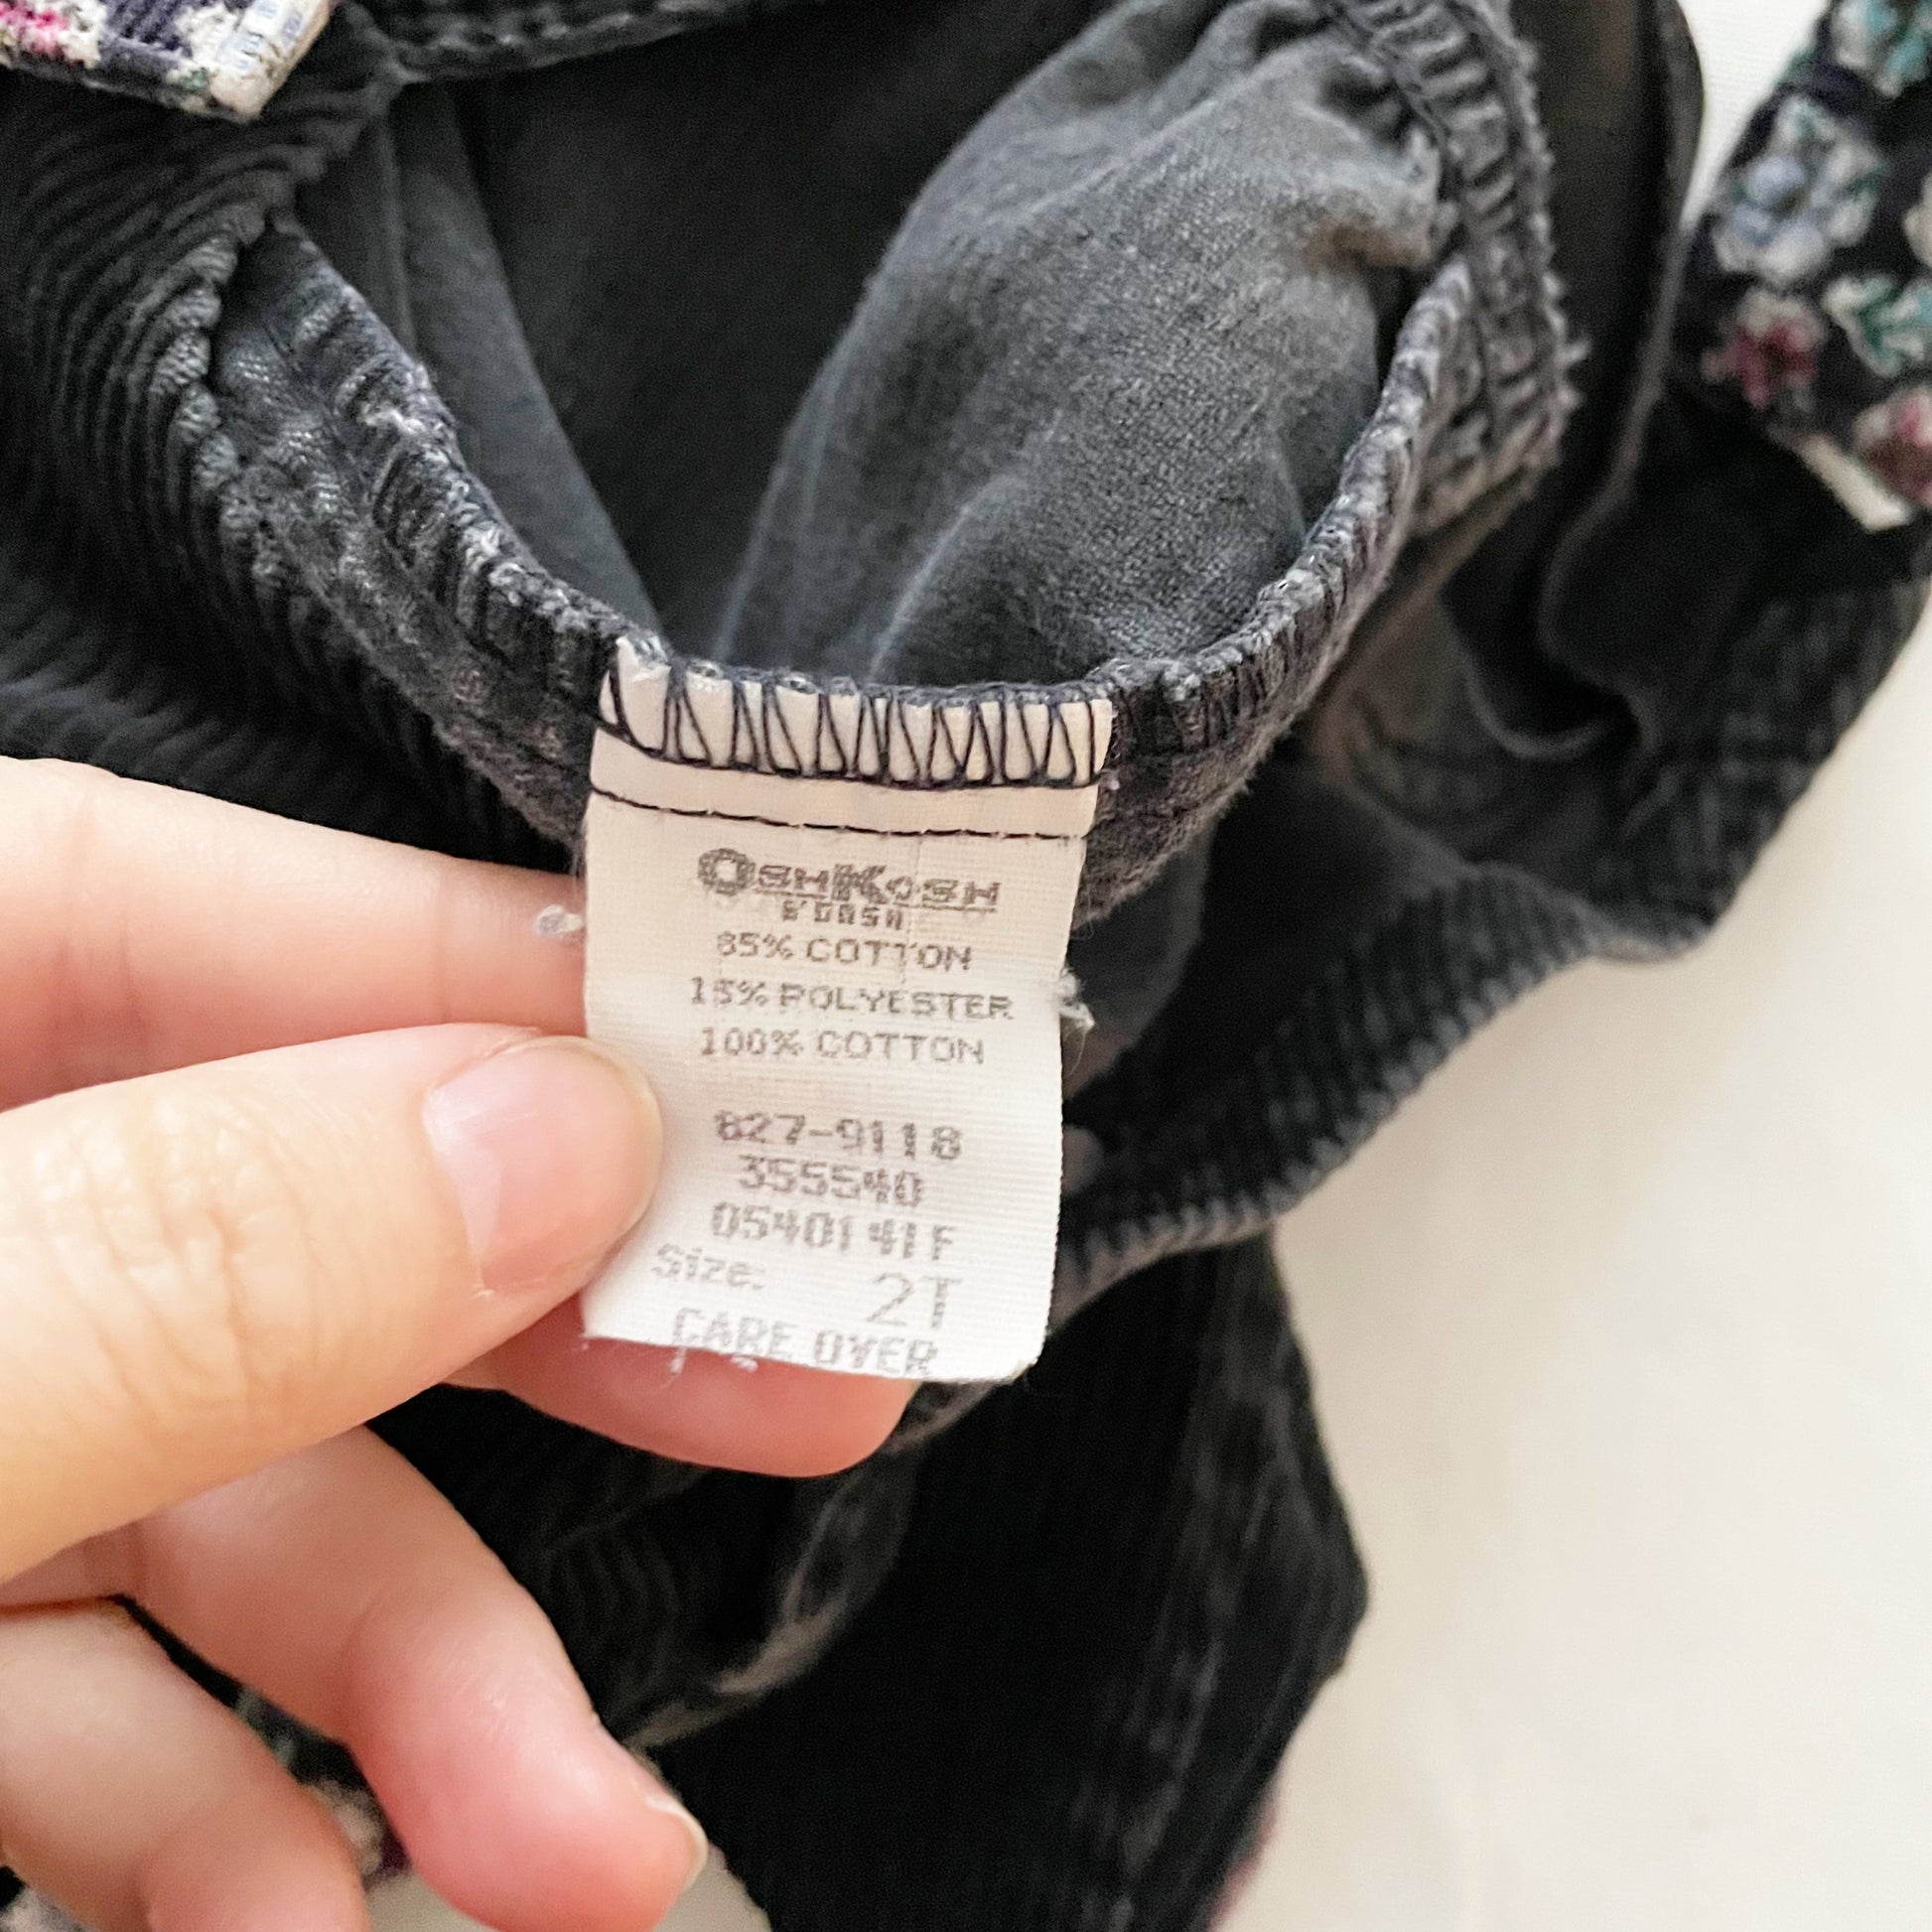 OSHKOSH
B'GOSH
85% COTTON
15% POLYESTER
100% COTTON
827-9118
355540
0540141F
Size: 2T
CARE OVER